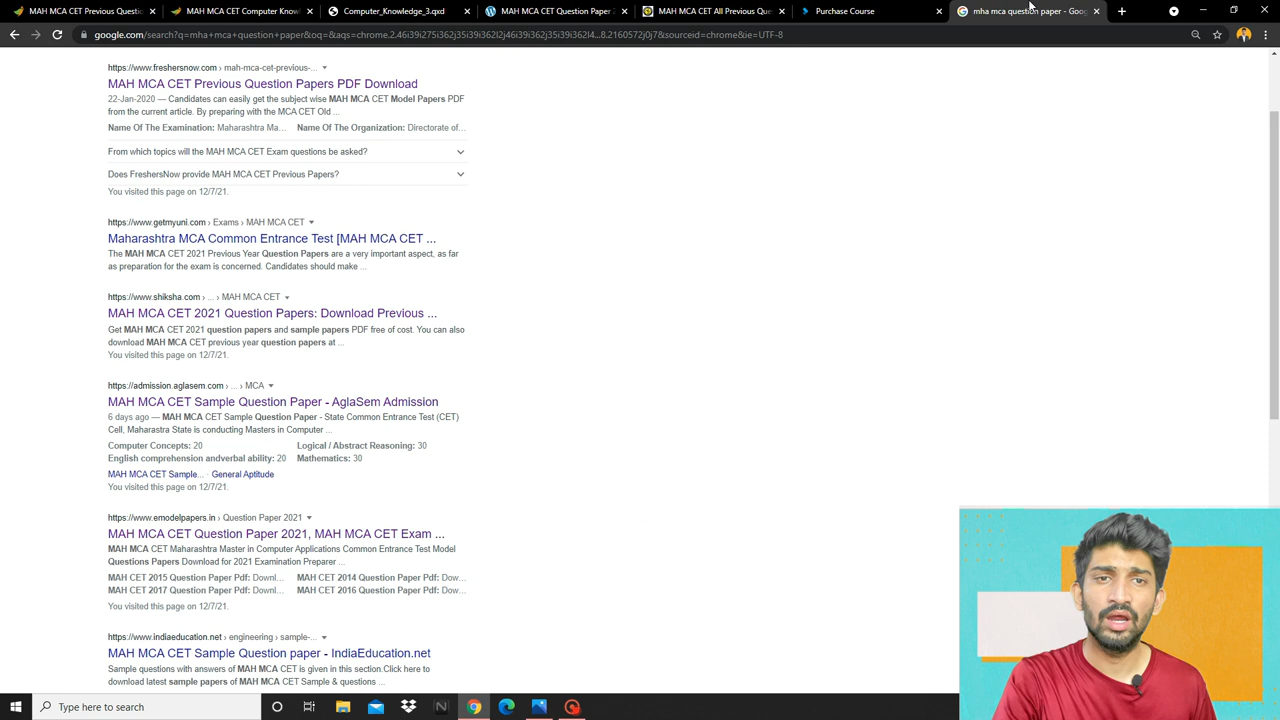 MAH MCA CET Previous Question
MAH MCA CET 2021 Question Pape
Computer_Concepts_3.axd
MAH MCA CET Question Paper 2
MAH MCA CET All Previous Quest
Purchase Course
mha mca question paper - Goo
google.com/search?q=mha+mca+question+paper&oq=&aqs=chrome.2.46i39i275i362j35i39i362l2j46i39i362j35i39i362l4...8.2160572j0j7&sourceid=chrome&ie=UTF-8
https://www.freshersnow.com › mah-mca-cet-previous-...
MAH MCA CET Previous Question Papers PDF Download
22-Jan-2020 — Candidates can easily get the subject wise MAH MCA CET Model Papers PDF
from the current article. By preparing with the MCA CET Old ...
Name Of The Examination: Maharashtra Ma... Name Of The Organization: Directorate of...
From which topics will the MAH MCA CET Exam questions be asked?
Does FreshersNow provide MAH MCA CET Previous Papers?
You visited this page on 12/7/21.
https://www.getmyuni.com › Exams › MAH MCA CET
Maharashtra MCA Common Entrance Test [MAH MCA CET ...
The MAH MCA CET 2021 Previous Year Question Papers are a very important aspect, as far
as preparation for the exam is concerned. Candidates should make ...
https://www.shiksha.com › ... › MAH MCA CET
MAH MCA CET 2021 Question Papers: Download Previous ...
Get MAH MCA CET 2021 question papers and sample papers PDF free of cost. You can also
download MAH MCA CET previous year question papers at ...
You visited this page on 12/7/21.
https://admission.aglasem.com › ... › MCA
MAH MCA CET Sample Question Paper - AglaSem Admission
6 days ago — MAH MCA CET Sample Question Paper - State Common Entrance Test (CET)
Cell, Maharastra State is conducting Masters in Computer ...
Computer Concepts: 20 Logical / Abstract Reasoning: 30
English comprehension andverbal ability: 20 Mathematics: 30
MAH MCA CET Sample... · General Aptitude
You visited this page on 12/7/21.
https://www.emodelpapers.in › Question Paper 2021
MAH MCA CET Question Paper 2021, MAH MCA CET Exam ...
MAH MCA CET Maharashtra Master in Computer Applications Common Entrance Test Model
Questions Papers Download for 2021 Examination Preparer ...
MAH CET 2015 Question Paper Pdf: Downl... MAH CET 2014 Question Paper Pdf: Dow...
MAH CET 2017 Question Paper Pdf: Downl... MAH CET 2016 Question Paper Pdf: Dow...
You visited this page on 12/7/21.
https://www.indiaeducation.net › engineering › sample-...
MAH MCA CET Sample Question paper - IndiaEducation.net
Sample questions with answers of MAH MCA CET is given in this section.Click here to
download latest sample papers of MAH MCA CET Sample & questions ...
Type here to search